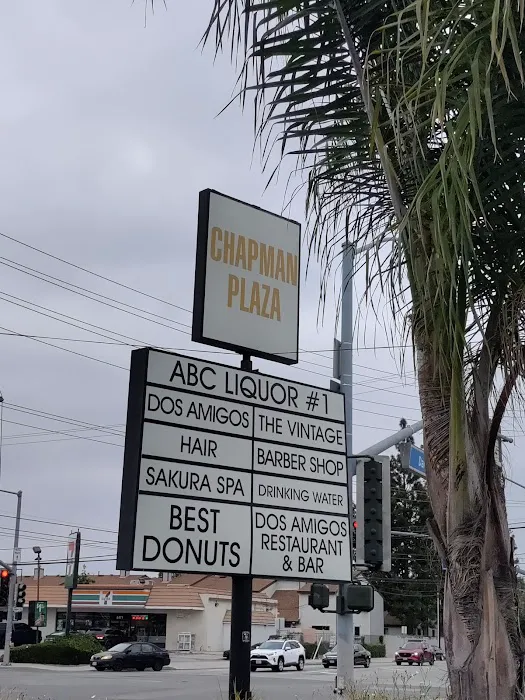 CHAPMAN
PLAZA
ABC LIQUOR #1
DOS AMIGOS
THE VINTAGE
HAIR
BARBER SHOP
SAKURA SPA
DRINKING WATER
BEST
DONUTS
DOS AMIGOS
RESTAURANT
& BAR
7